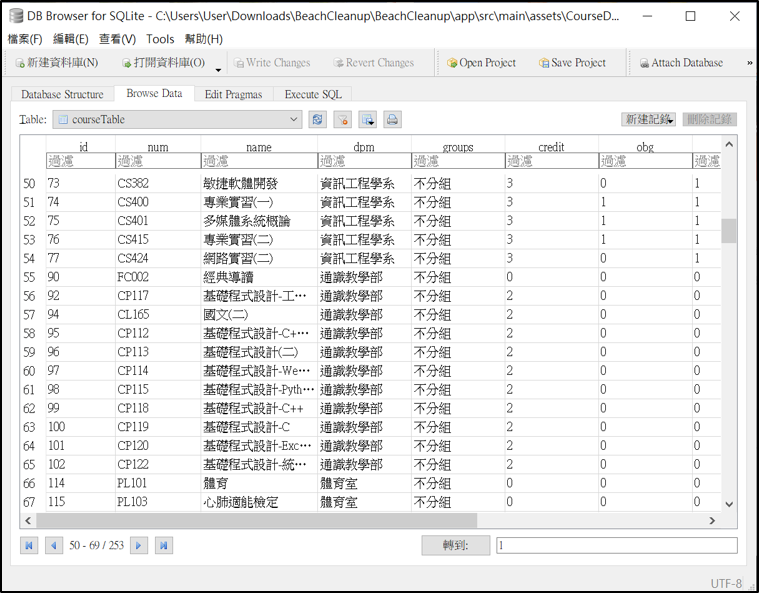 DB Browser for SQLite - C:\Users\User\Downloads\BeachCleanup\BeachCleanup\app\src\main\assets\CourseD...
檔案(F) 編輯(E) 查看(V) Tools 幫助(H)
新建資料庫(N) 打開資料庫(O) Write Changes Revert Changes Open Project Save Project Attach Database »
Database Structure Browse Data Edit Pragmas Execute SQL
Table: courseTable 新建記錄 刪除記錄
id num name dpm groups credit obg
過濾 過濾 過濾 過濾 過濾 過濾 過濾 過濾
50 73 CS382 敏捷軟體開發 資訊工程學系 不分組 3 0 1
51 74 CS400 專業實習(一) 資訊工程學系 不分組 3 1 1
52 75 CS401 多媒體系統概論 資訊工程學系 不分組 3 1 1
53 76 CS415 專業實習(二) 資訊工程學系 不分組 3 1 1
54 77 CS424 網路實習(二) 資訊工程學系 不分組 3 0 1
55 90 FC002 經典導讀 通識教學部 不分組 0 0 0
56 92 CP117 基礎程式設計-工… 通識教學部 不分組 2 0 0
57 94 CL165 國文(二) 通識教學部 不分組 2 0 0
58 95 CP112 基礎程式設計-C+… 通識教學部 不分組 2 0 0
59 96 CP113 基礎程式設計(二) 通識教學部 不分組 2 0 0
60 97 CP114 基礎程式設計-We… 通識教學部 不分組 2 0 0
61 98 CP115 基礎程式設計-Pyth… 通識教學部 不分組 2 0 0
62 99 CP118 基礎程式設計-C++ 通識教學部 不分組 2 0 0
63 100 CP119 基礎程式設計-C 通識教學部 不分組 2 0 0
64 101 CP120 基礎程式設計-Exc… 通識教學部 不分組 2 0 0
65 102 CP122 基礎程式設計-統… 通識教學部 不分組 2 0 0
66 114 PL101 體育 體育室 不分組 0 0 0
67 115 PL103 心肺適能檢定 體育室 不分組 0 0 0
50 - 69 / 253 轉到: 1
UTF-8